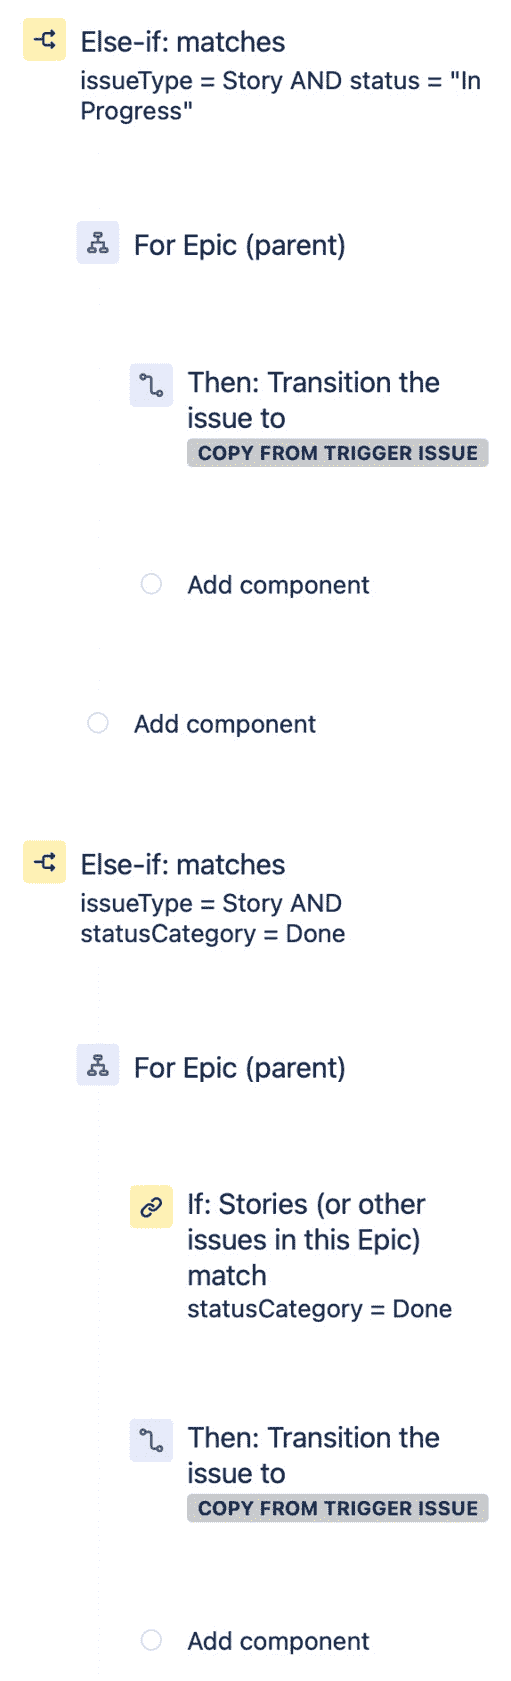 Else-if: matches
issueType = Story AND status = "In
Progress"
For Epic (parent)
Then: Transition the
issue to
COPY FROM TRIGGER ISSUE
Add component
Add component
Else-if: matches
issueType = Story AND
statusCategory = Done
For Epic (parent)
If: Stories (or other
issues in this Epic)
match
statusCategory = Done
Then: Transition the
issue to
COPY FROM TRIGGER ISSUE
Add component